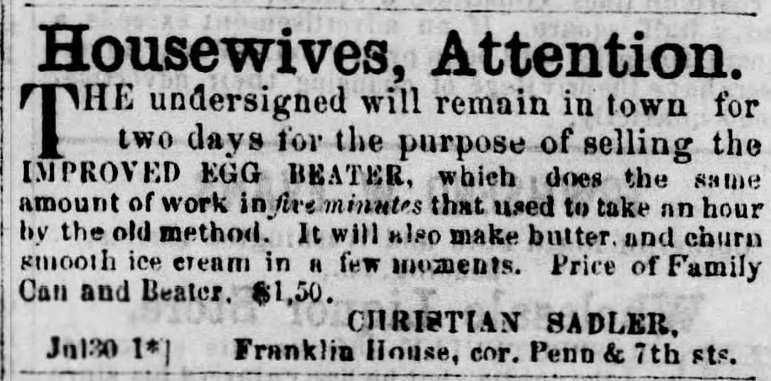 Housewives, Attention.
THE undersigned will remain in town for
two days for the purpose of selling the
IMPROVED EGG BEATER, which does the same
amount of work in five minutes that used to take an hour
by the old method. It will also make butter, and churn
smooth ice cream in a few moments. Price of Family
Can and Beater, $1,50.
CHRISTIAN SADLER,
Jul30 1*] Franklin House, cor. Penn & 7th sts.